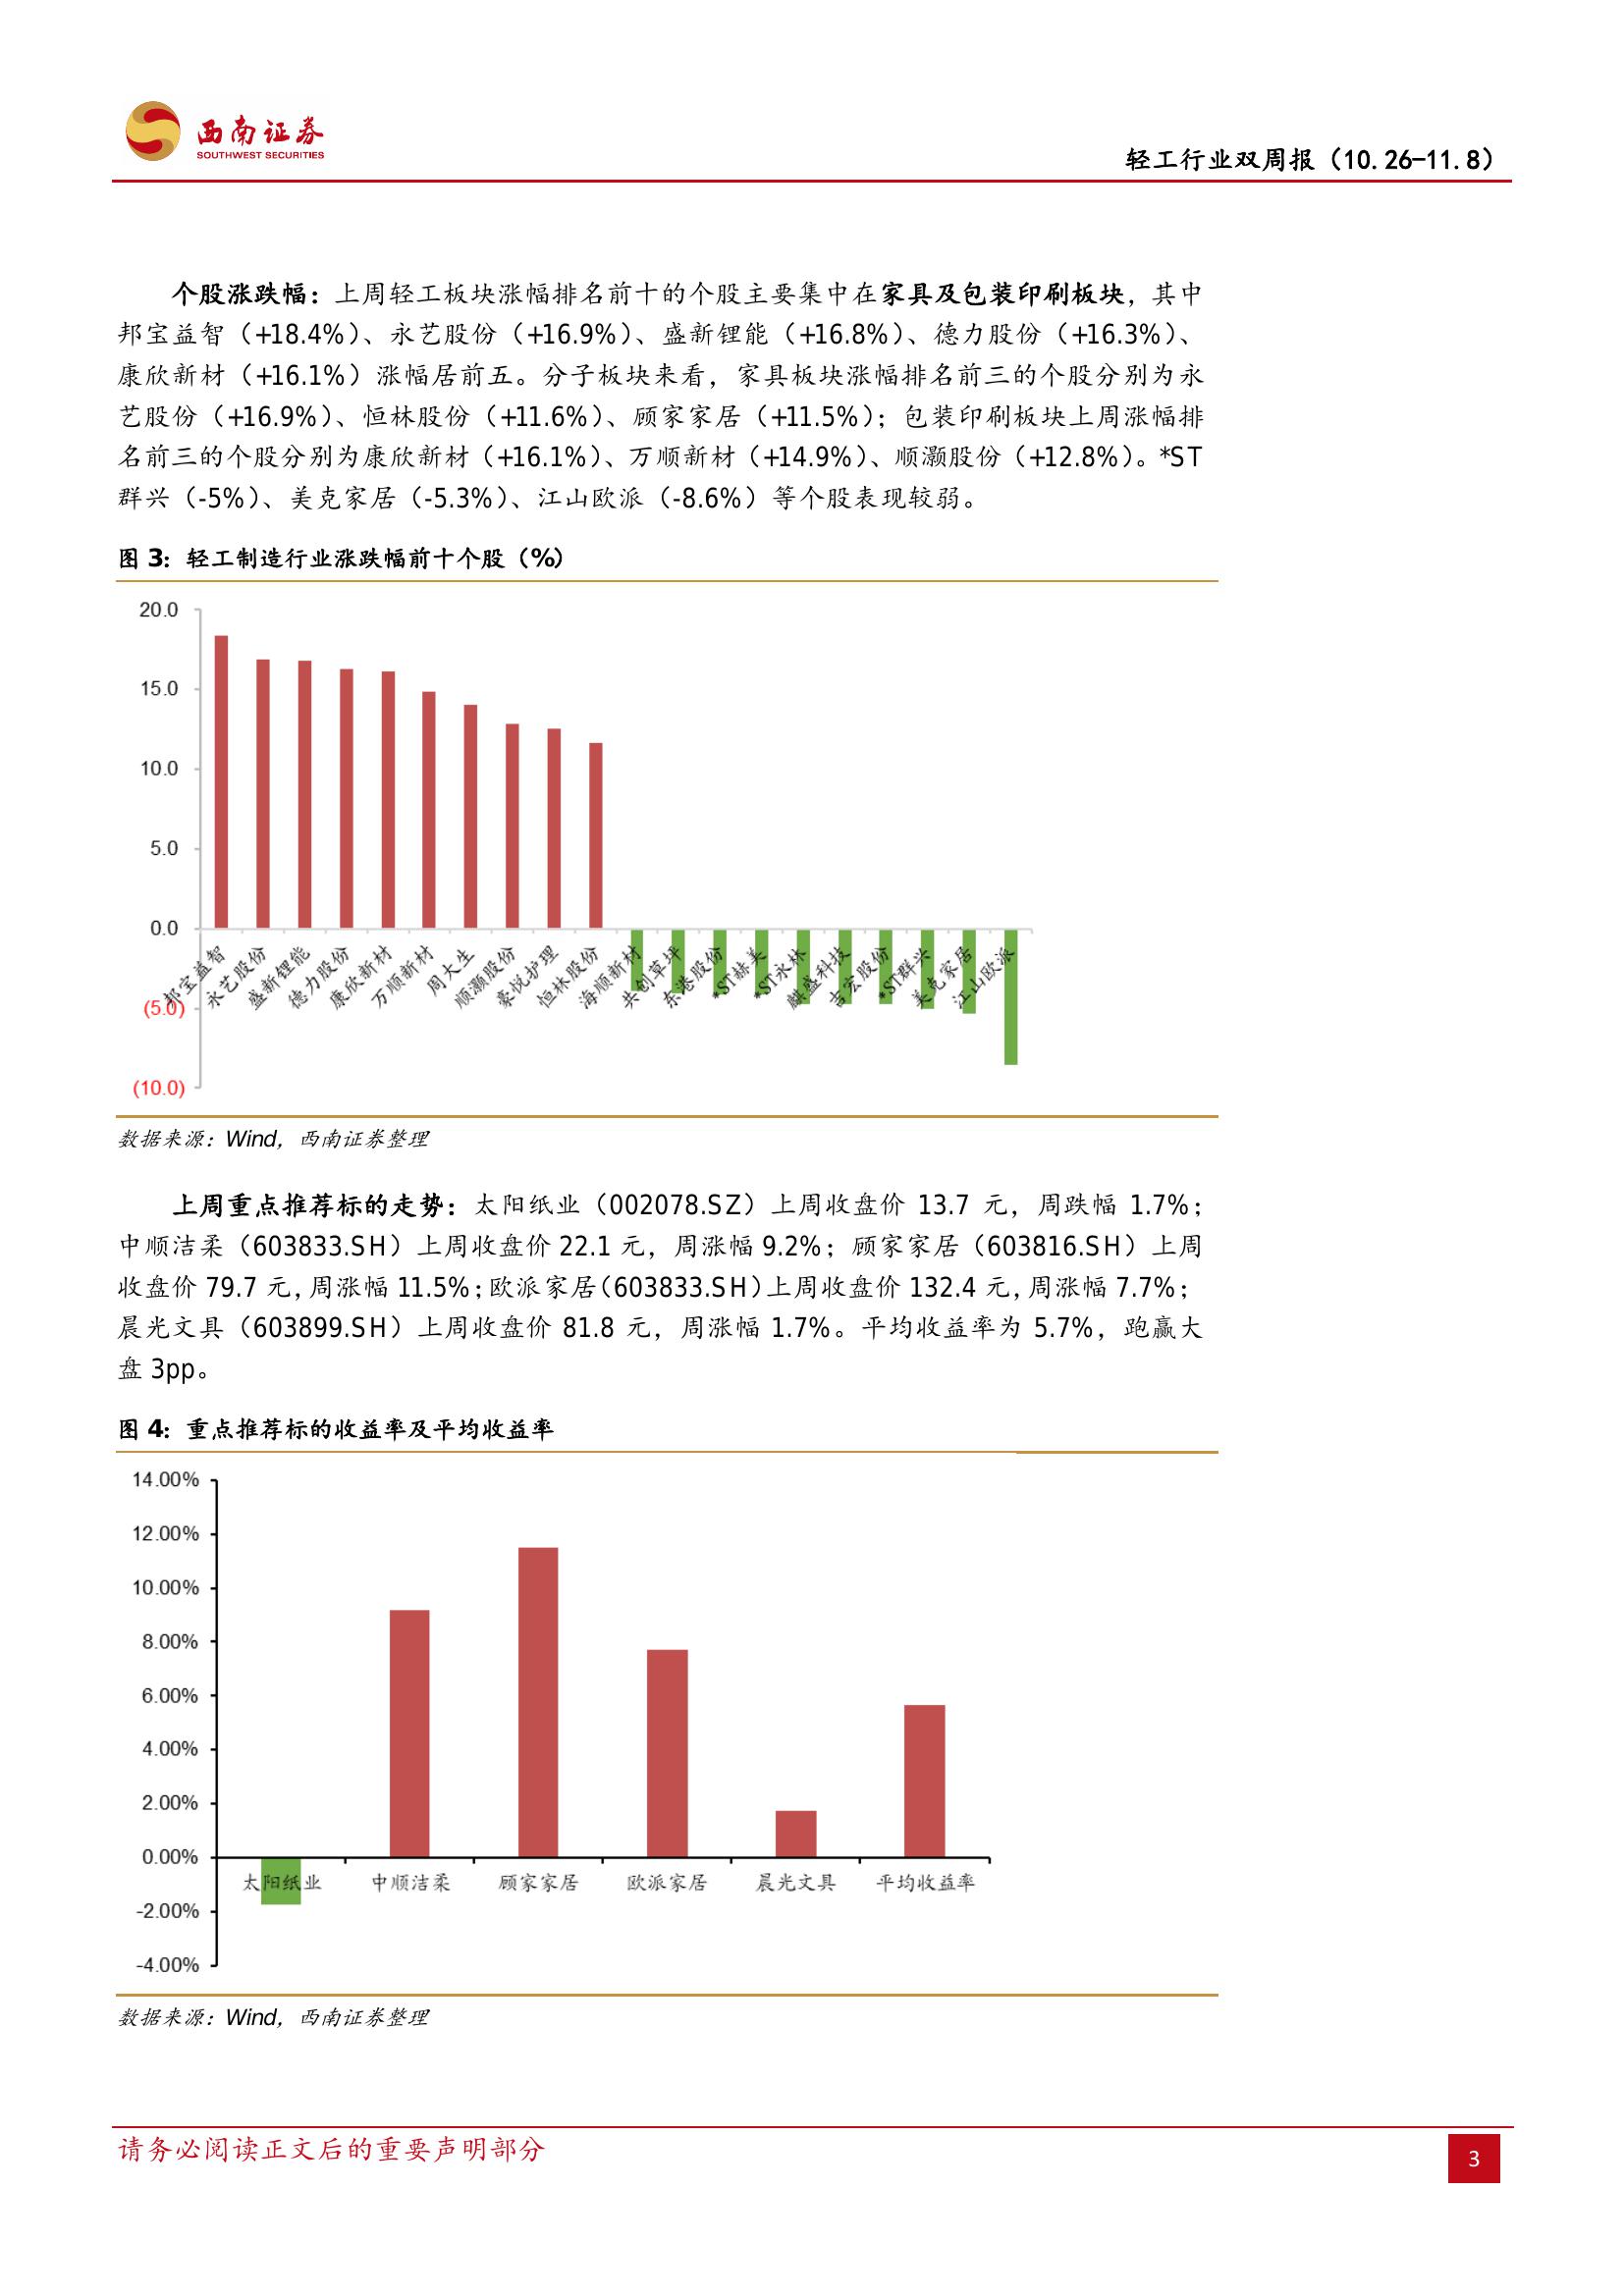 西南证券
SOUTHWEST SECURITIES
轻工行业双周报（10.26-11.8）
个股涨跌幅：上周轻工板块涨幅排名前十的个股主要集中在家具及包装印刷板块，其中
邦宝益智（+18.4%）、永艺股份（+16.9%）、盛新锂能（+16.8%）、德力股份（+16.3%）、
康欣新材（+16.1%）涨幅居前五。分子板块来看，家具板块涨幅排名前三的个股分别为永
艺股份（+16.9%）、恒林股份（+11.6%）、顾家家居（+11.5%）；包装印刷板块上周涨幅排
名前三的个股分别为康欣新材（+16.1%）、万顺新材（+14.9%）、顺灏股份（+12.8%）。*ST
群兴（-5%）、美克家居（-5.3%）、江山欧派（-8.6%）等个股表现较弱。
图 3：轻工制造行业涨跌幅前十个股（%）
20.0
15.0
10.0
5.0
0.0
(5.0)
(10.0)
邦宝益智
永艺股份
盛新锂能
德力股份
康欣新材
万顺新材
周大生
顺灏股份
豪悦护理
恒林股份
海顺新材
共创草坪
东港股份
*ST赫美
*ST永林
麒盛科技
吉宏股份
*ST群兴
美克家居
江山欧派
数据来源：Wind，西南证券整理
上周重点推荐标的走势：太阳纸业（002078.SZ）上周收盘价 13.7 元，周跌幅 1.7%；
中顺洁柔（603833.SH）上周收盘价 22.1 元，周涨幅 9.2%；顾家家居（603816.SH）上周
收盘价 79.7 元，周涨幅 11.5%；欧派家居（603833.SH）上周收盘价 132.4 元，周涨幅 7.7%；
晨光文具（603899.SH）上周收盘价 81.8 元，周涨幅 1.7%。平均收益率为 5.7%，跑赢大
盘 3pp。
图 4：重点推荐标的收益率及平均收益率
14.00%
12.00%
10.00%
8.00%
6.00%
4.00%
2.00%
0.00%
-2.00%
-4.00%
太阳纸业
中顺洁柔
顾家家居
欧派家居
晨光文具
平均收益率
数据来源：Wind，西南证券整理
请务必阅读正文后的重要声明部分
3